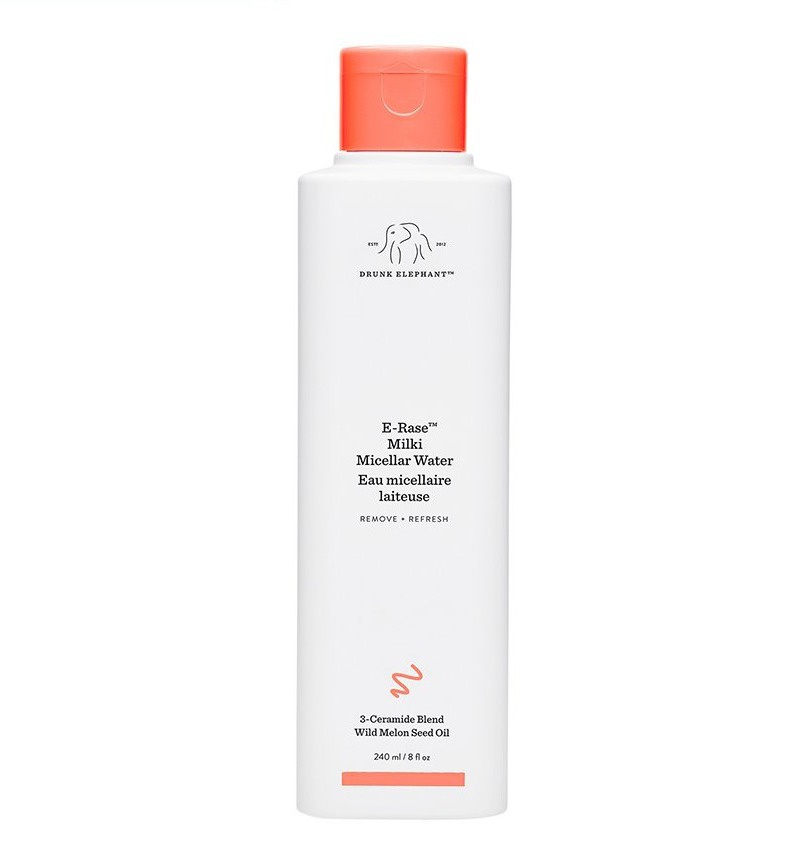 ESTD 2012
DRUNK ELEPHANT™
E-Rase™
Milki
Micellar Water
Eau micellaire
laiteuse
REMOVE • REFRESH
3-Ceramide Blend
Wild Melon Seed Oil
240 ml / 8 fl oz